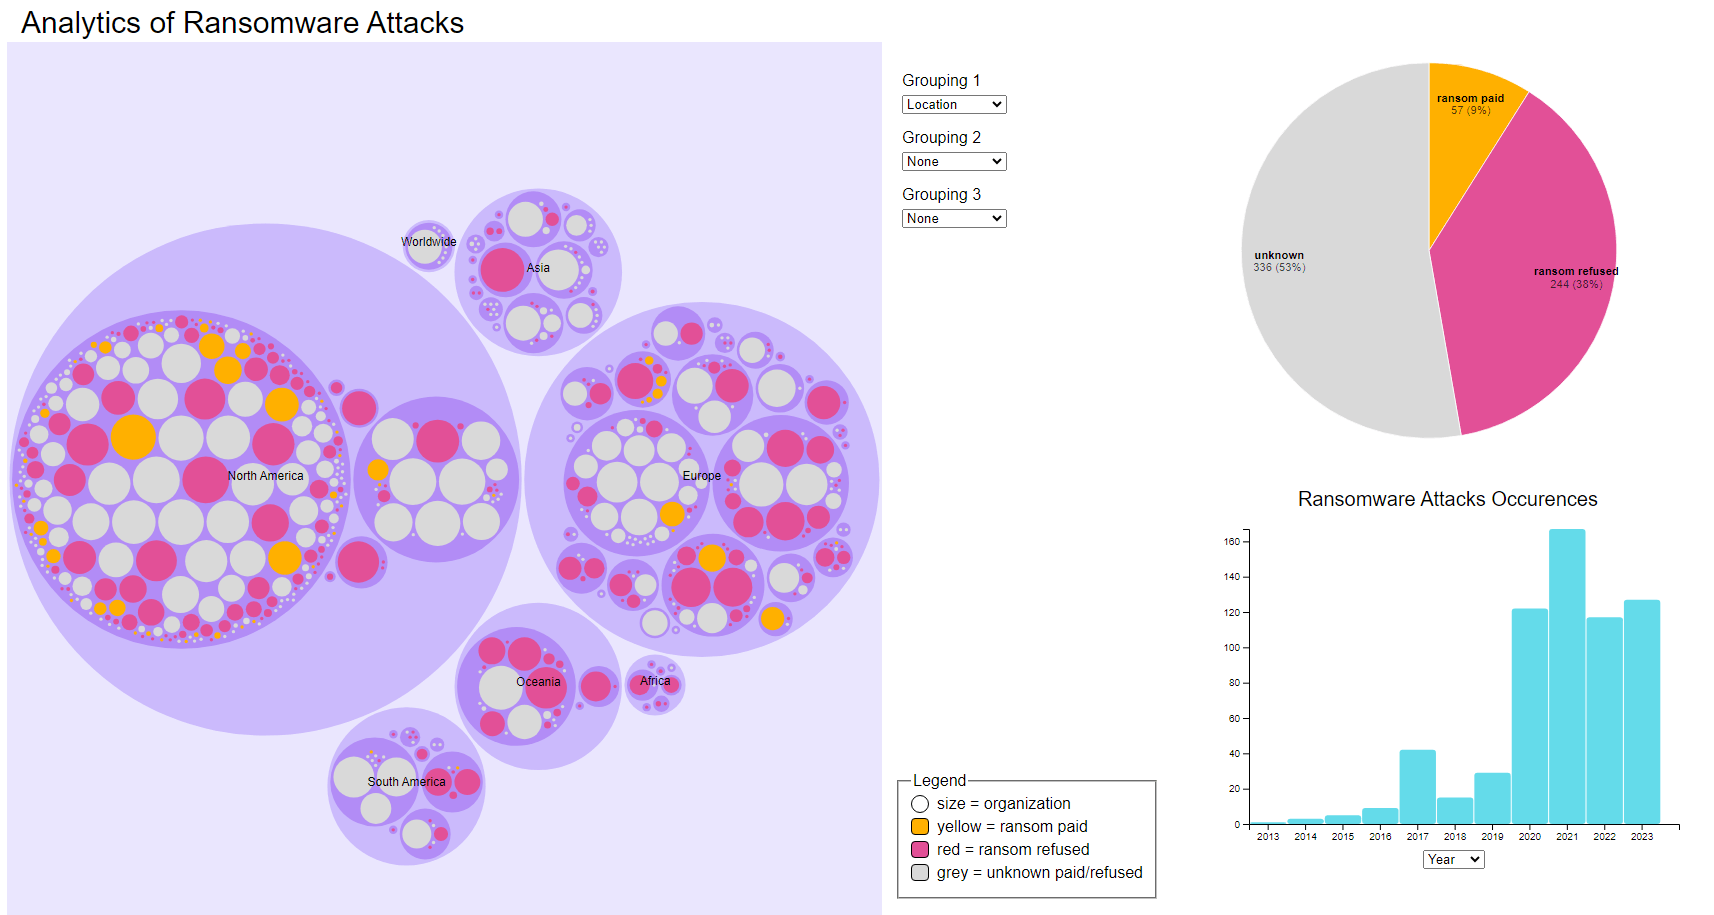 Analytics of Ransomware Attacks
Worldwide
Asia
North America
Europe
Oceania
Africa
South America
Grouping 1
Location
Grouping 2
None
Grouping 3
None
Legend
size = organization
yellow = ransom paid
red = ransom refused
grey = unknown paid/refused
ransom paid
57 (9%)
unknown
336 (53%)
ransom refused
244 (38%)
Ransomware Attacks Occurences
160
140
120
100
80
60
40
20
0
2013 2014 2015 2016 2017 2018 2019 2020 2021 2022 2023
Year